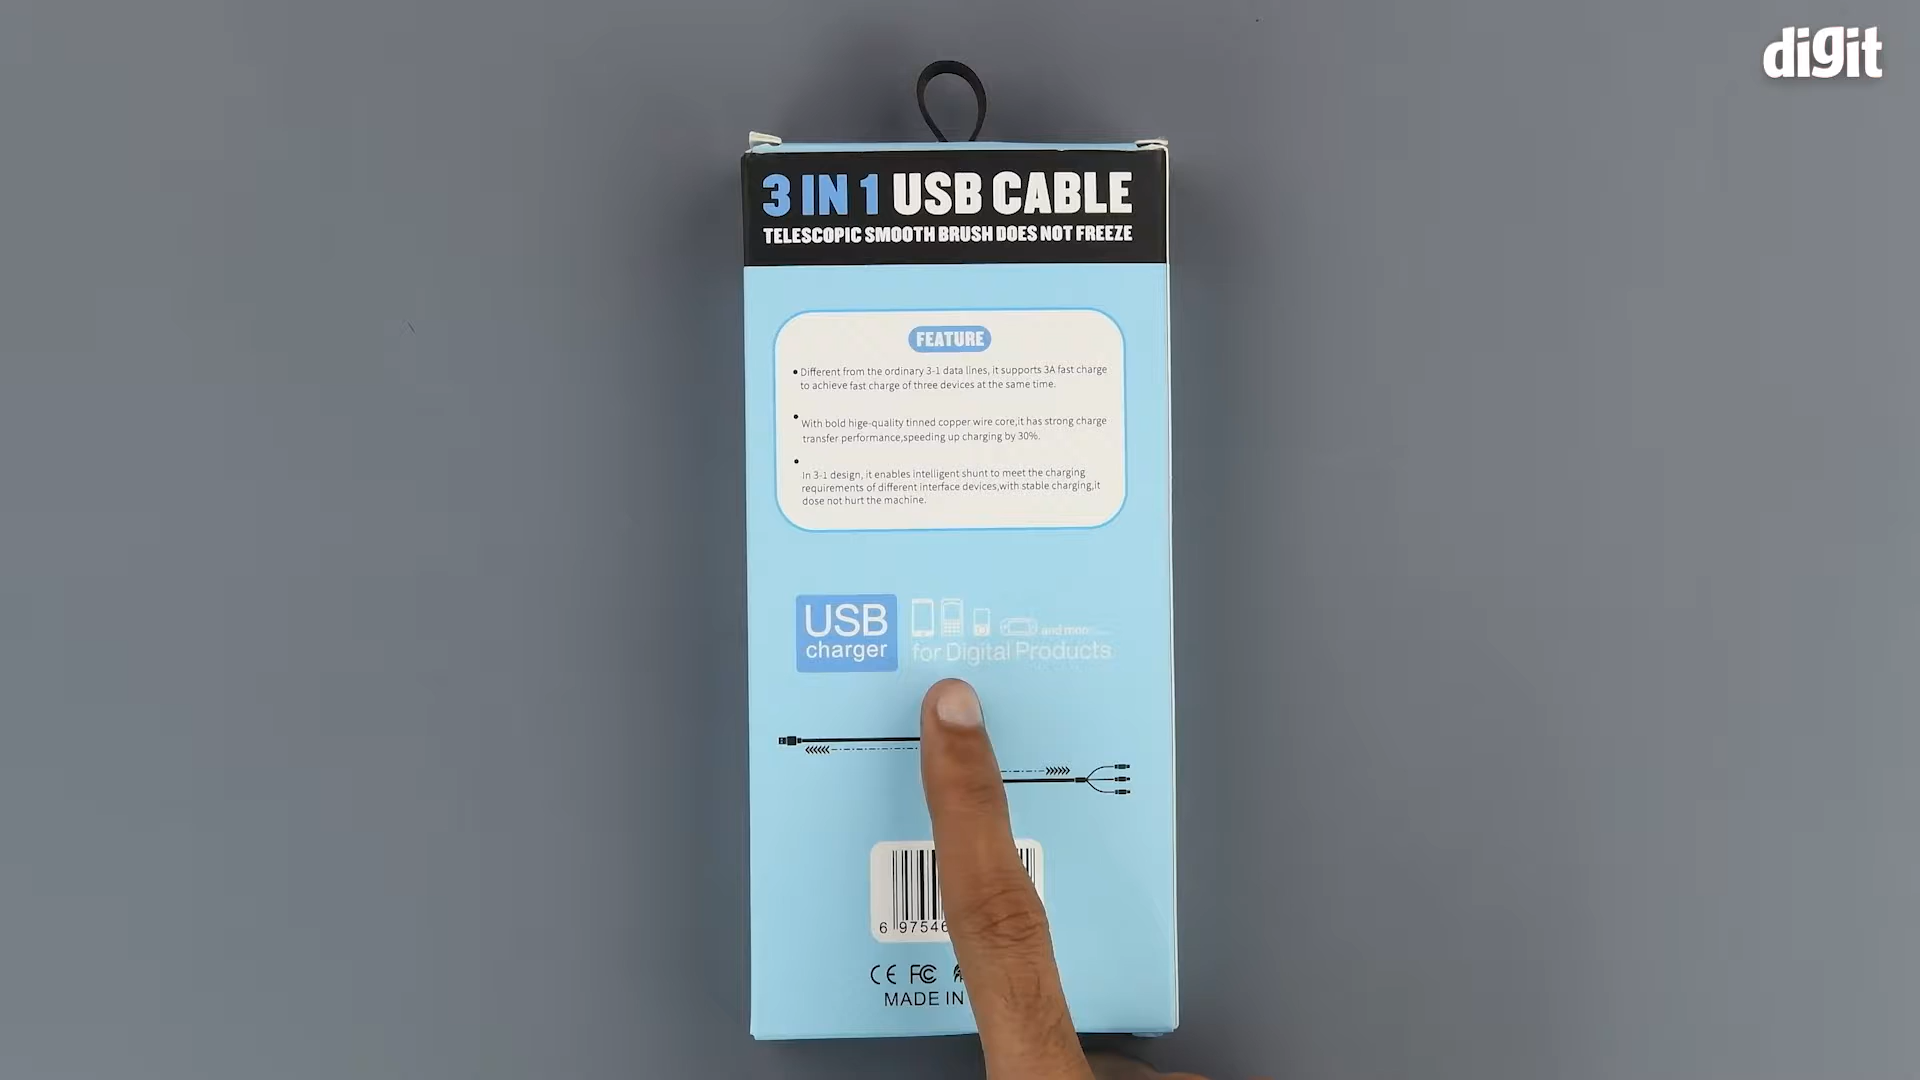 digit
3 IN 1 USB CABLE
TELESCOPIC SMOOTH BRUSH DOES NOT FREEZE
FEATURE
• Different from the ordinary 3-1 data lines, it supports 3A fast charge
to achieve fast charge of three devices at the same time.
• With bold hige-quality tinned copper wire core,it has strong charge
transfer performance,speeding up charging by 30%.
• In 3-1 design, it enables intelligent shunt to meet the charging
requirements of different interface devices,with stable charging,it
dose not hurt the machine.
USB
charger
and more
for Digital Products
6 97546
CE FC
MADE IN